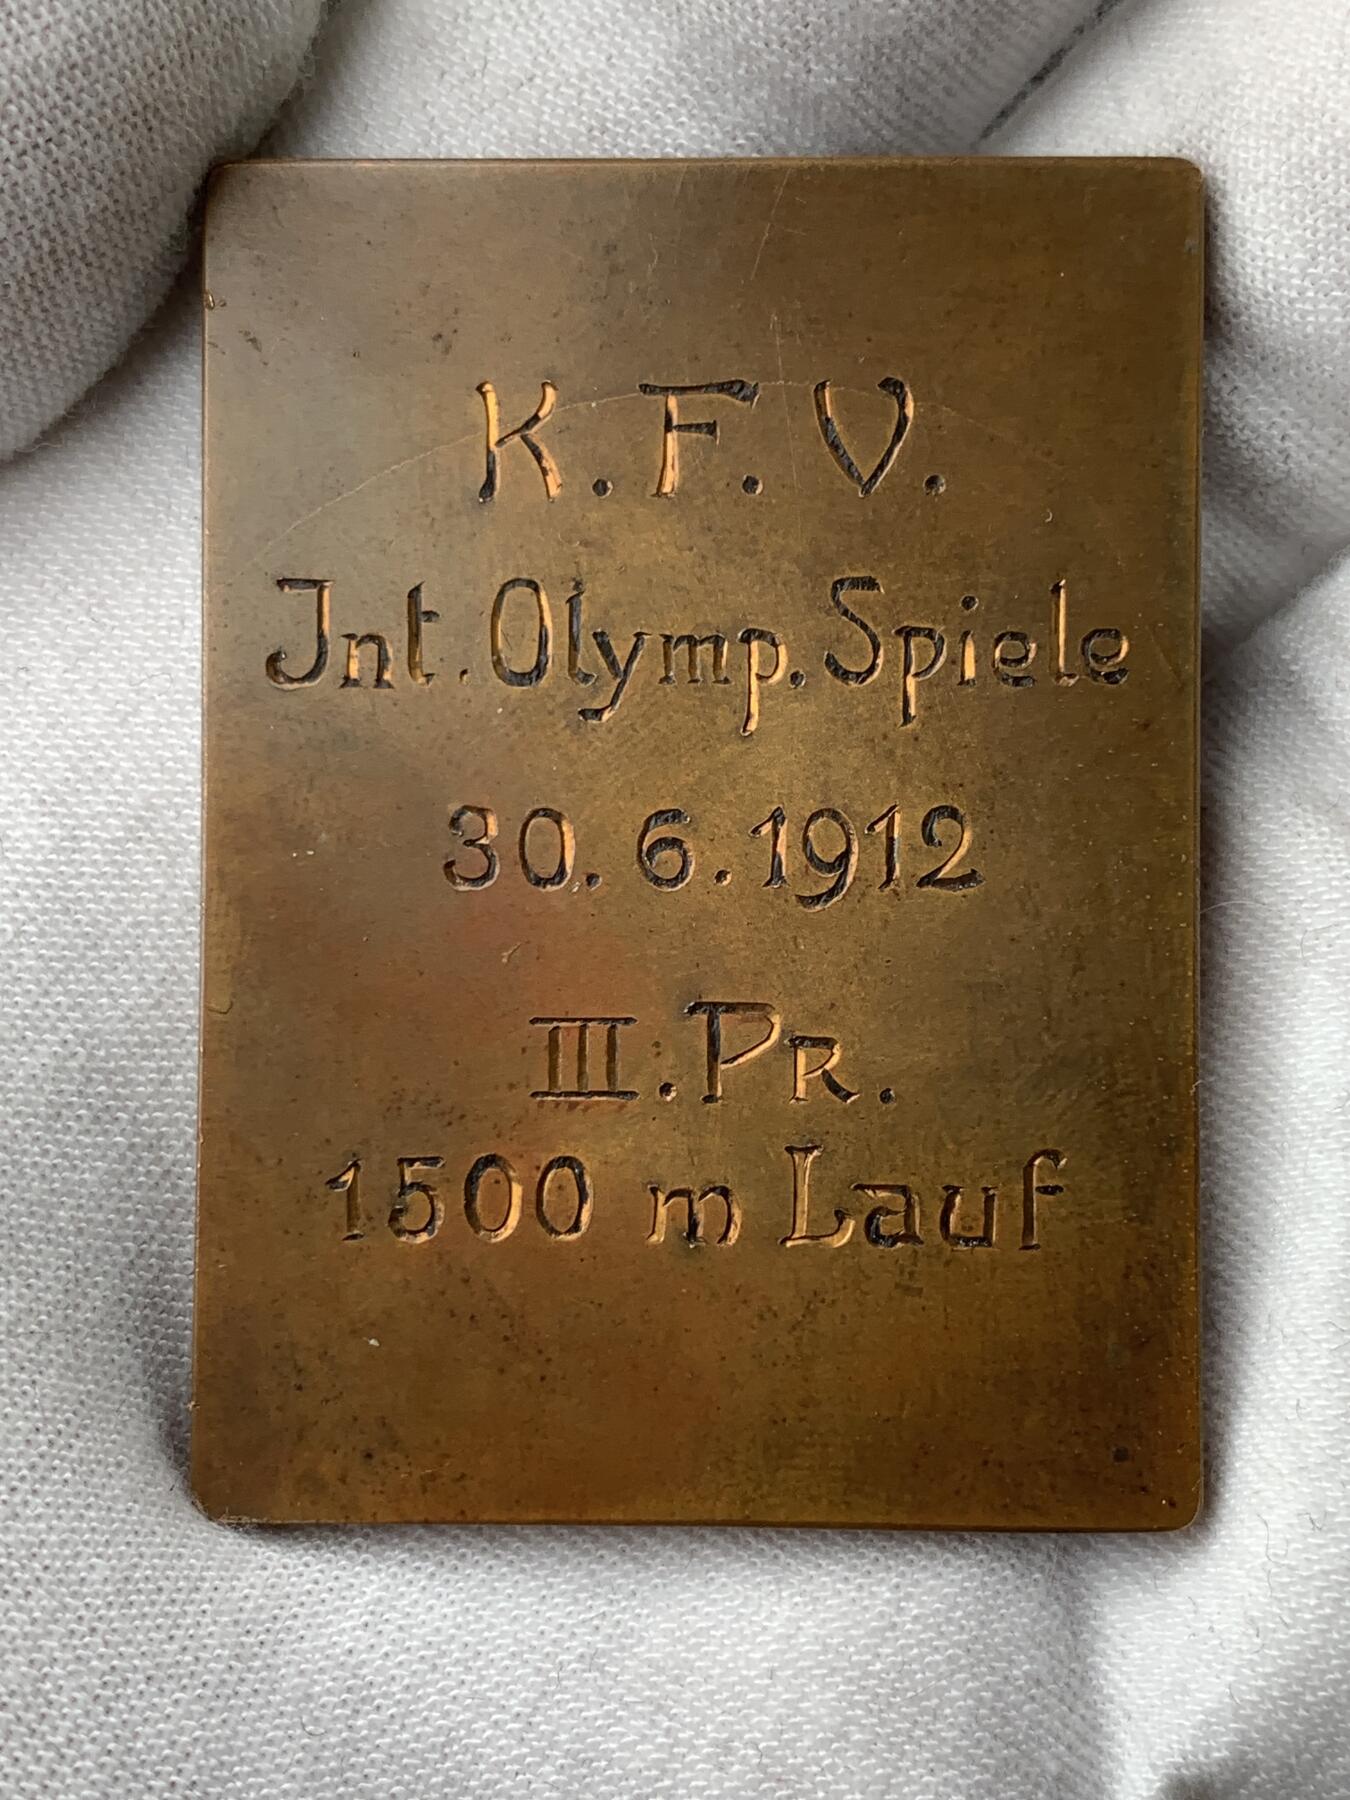 K. F. V.
Jnt. Olymp. Spiele
30. 6. 1912
III. Pr.
1500 m Lauf